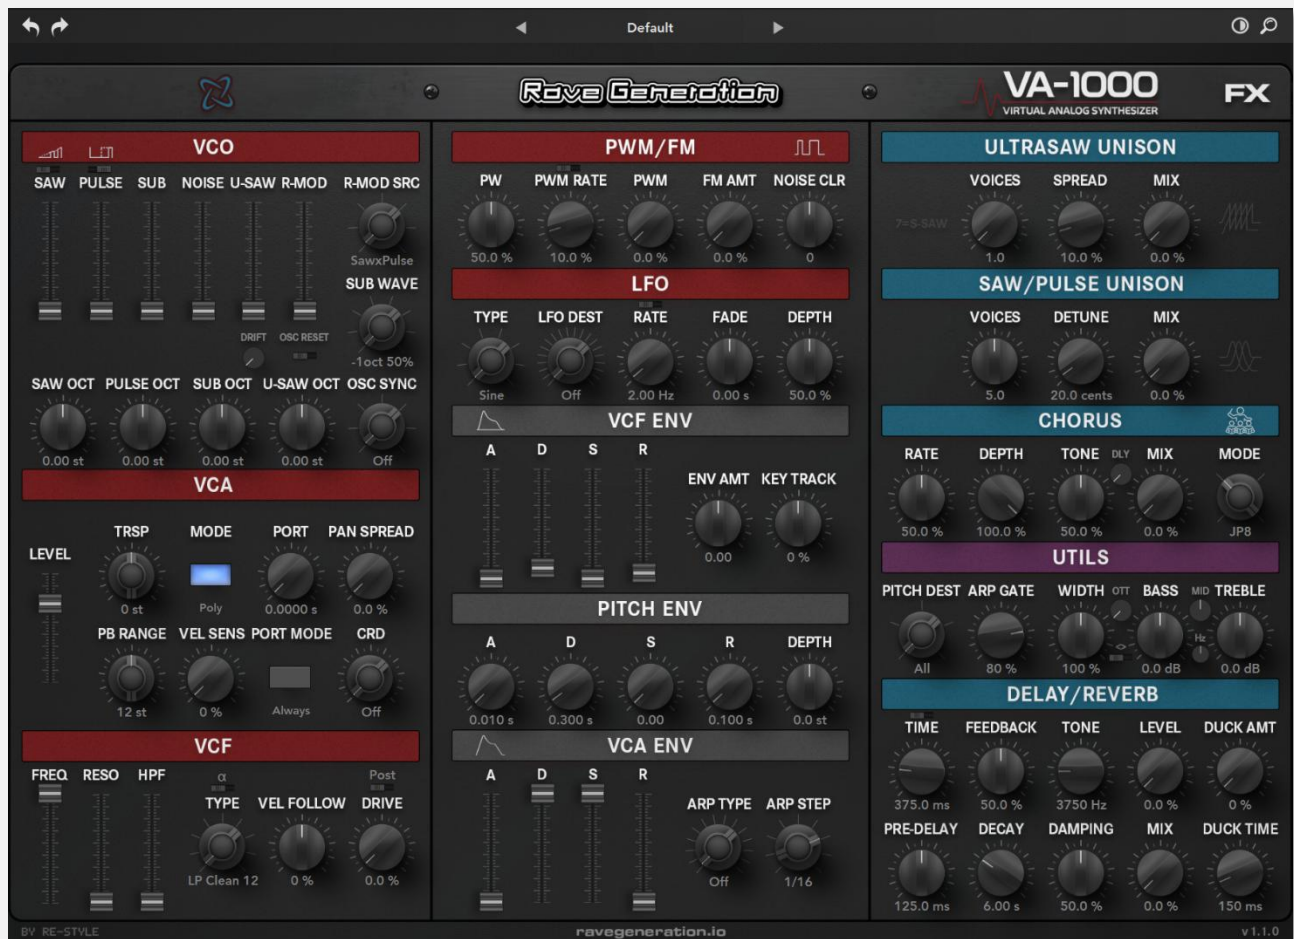 Default
Rave Generation
VA-1000
VIRTUAL ANALOG SYNTHESIZER
FX
VCO
SAW PULSE SUB NOISE U-SAW R-MOD R-MOD SRC
SawxPulse
SUB WAVE
DRIFT OSC RESET
-1oct 50%
SAW OCT PULSE OCT SUB OCT U-SAW OCT OSC SYNC
0.00 st 0.00 st 0.00 st 0.00 st Off
VCA
LEVEL
TRSP MODE PORT PAN SPREAD
0 st Poly 0.0000 s 0.0 %
PB RANGE VEL SENS PORT MODE CRD
12 st 0 % Always Off
VCF
FREQ RESO HPF
α Post
TYPE VEL FOLLOW DRIVE
LP Clean 12 0 % 0.0 %
PWM/FM
PW PWM RATE PWM FM AMT NOISE CLR
50.0 % 10.0 % 0.0 % 0.0 % 0
LFO
TYPE LFO DEST RATE FADE DEPTH
Sine Off 2.00 Hz 0.00 s 50.0 %
VCF ENV
A D S R
ENV AMT KEY TRACK
0.00 0 %
PITCH ENV
A D S R DEPTH
0.010 s 0.300 s 0.00 0.100 s 0.0 st
VCA ENV
A D S R
ARP TYPE ARP STEP
Off 1/16
ULTRASAW UNISON
VOICES SPREAD MIX
7=S-SAW
1.0 10.0 % 0.0 %
SAW/PULSE UNISON
VOICES DETUNE MIX
5.0 20.0 cents 0.0 %
CHORUS
RATE DEPTH TONE DLY MIX MODE
50.0 % 100.0 % 50.0 % 0.0 % JP8
UTILS
PITCH DEST ARP GATE WIDTH OTT BASS MID TREBLE
Hz
<>
All 80 % 100 % 0.0 dB 0.0 dB
DELAY/REVERB
TIME FEEDBACK TONE LEVEL DUCK AMT
375.0 ms 50.0 % 3750 Hz 0.0 % 0 %
PRE-DELAY DECAY DAMPING MIX DUCK TIME
125.0 ms 6.00 s 50.0 % 0.0 % 150 ms
BY RE-STYLE
ravegeneration.io
v 1.1.0